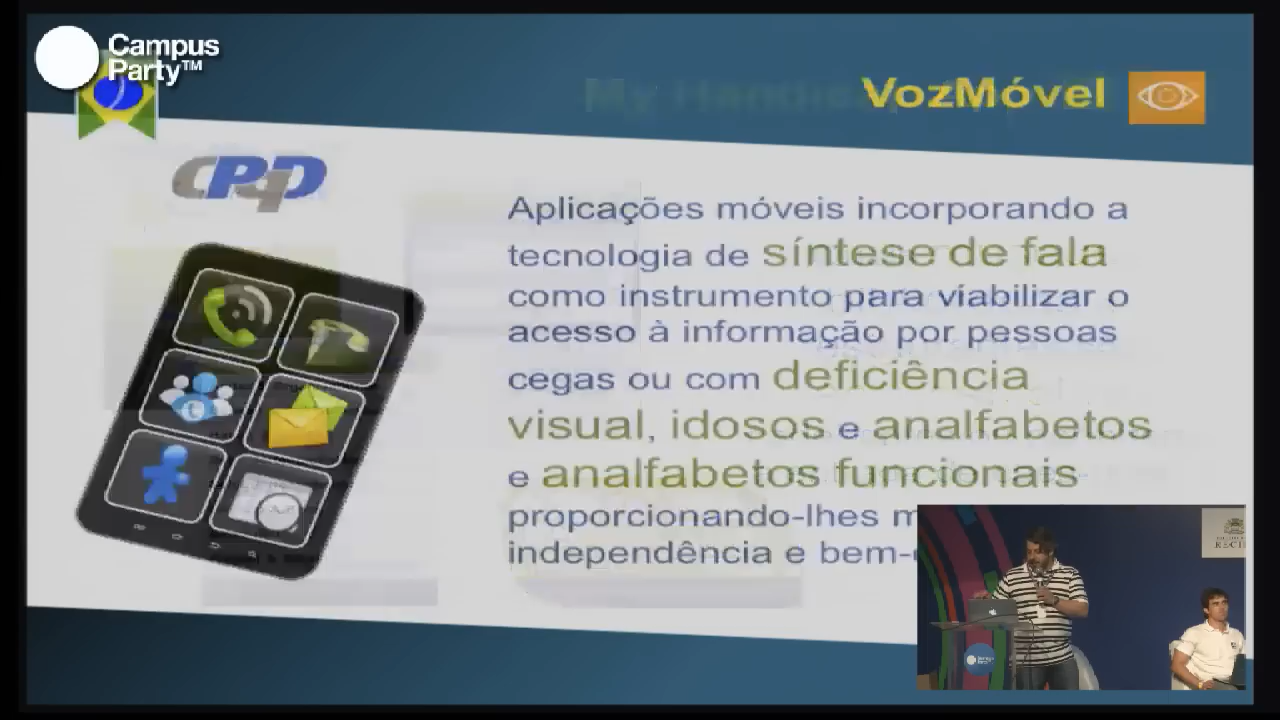 Campus
Party™
VozMóvel
CPqD
Aplicações móveis incorporando a
tecnologia de síntese de fala
como instrumento para viabilizar o
acesso à informação por pessoas
cegas ou com deficiência
visual, idosos e analfabetos
e analfabetos funcionais
proporcionando-lhes
independência e